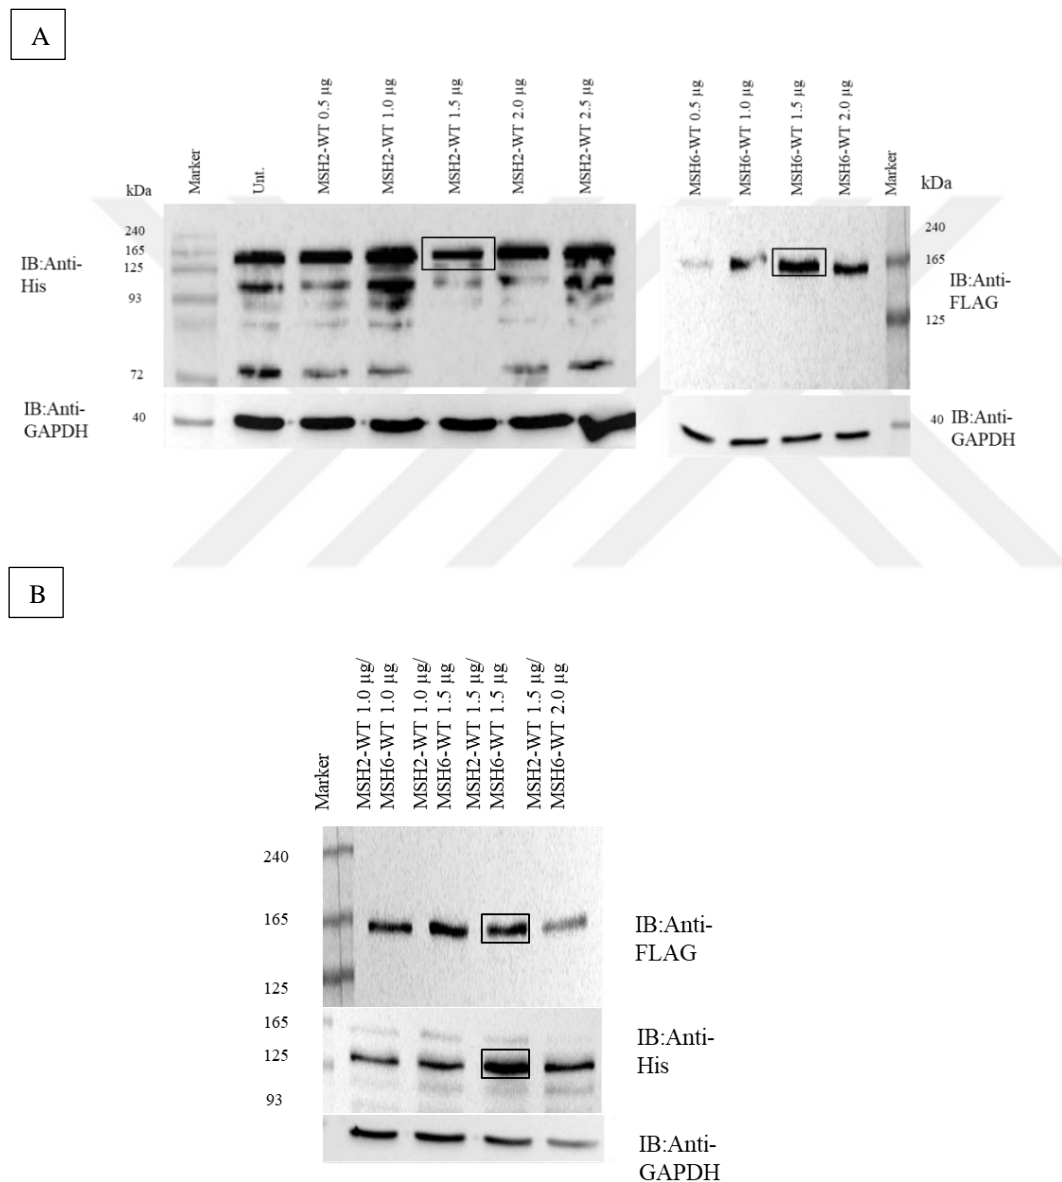 A
kDa
Marker
Unt.
MSH2-WT 0.5 µg
MSH2-WT 1.0 µg
MSH2-WT 1.5 µg
MSH2-WT 2.0 µg
MSH2-WT 2.5 µg
MSH6-WT 0.5 µg
MSH6-WT 1.0 µg
MSH6-WT 1.5 µg
MSH6-WT 2.0 µg
Marker
kDa
IB:Anti-
His
240
165
125
93
72
240
165
125
IB:Anti-
FLAG
IB:Anti-
GAPDH
40
40
IB:Anti-
GAPDH
B
Marker
MSH2-WT 1.0 µg/
MSH6-WT 1.0 µg
MSH2-WT 1.0 µg/
MSH6-WT 1.5 µg
MSH2-WT 1.5 µg/
MSH6-WT 1.5 µg
MSH2-WT 1.5 µg/
MSH6-WT 2.0 µg
240
165
125
IB:Anti-
FLAG
165
125
93
IB:Anti-
His
IB:Anti-
GAPDH